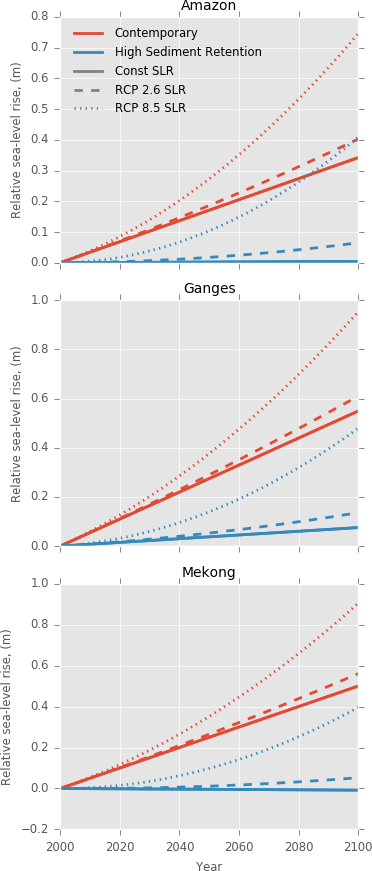 Amazon
0.8
0.7
0.6
0.5
0.4
0.3
0.2
0.1
0.0
Relative sea-level rise, (m)
Contemporary
High Sediment Retention
Const SLR
RCP 2.6 SLR
RCP 8.5 SLR
Ganges
1.0
0.8
0.6
0.4
0.2
0.0
Relative sea-level rise, (m)
Mekong
1.0
0.8
0.6
0.4
0.2
0.0
−0.2
Relative sea-level rise, (m)
2000 2020 2040 2060 2080 2100
Year